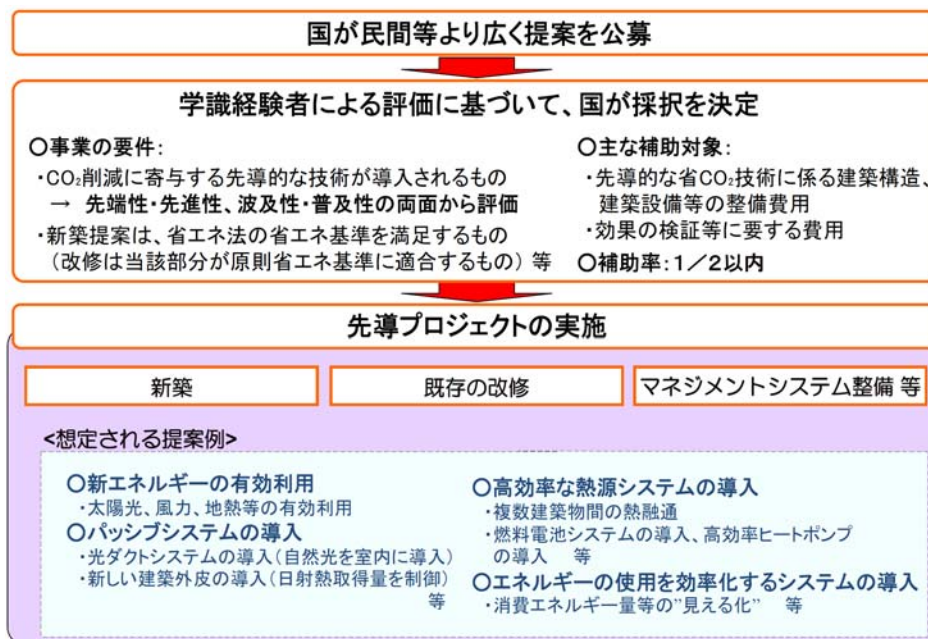 国が民間等より広く提案を公募
学識経験者による評価に基づいて、国が採択を決定
○事業の要件:
・CO₂削減に寄与する先導的な技術が導入されるもの
→ 先端性・先進性、波及性・普及性の両面から評価
・新築提案は、省エネ法の省エネ基準を満足するもの
(改修は当該部分が原則省エネ基準に適合するもの) 等
○主な補助対象:
・先導的な省CO₂技術に係る建築構造、
建築設備等の整備費用
・効果の検証等に要する費用
○補助率:1/2以内
先導プロジェクトの実施
新築
既存の改修
マネジメントシステム整備 等
<想定される提案例>
○新エネルギーの有効利用
・太陽光、風力、地熱等の有効利用
○パッシブシステムの導入
・光ダクトシステムの導入(自然光を室内に導入)
・新しい建築外皮の導入(日射熱取得量を制御)
等
○高効率な熱源システムの導入
・複数建築物間の熱融通
・燃料電池システムの導入、高効率ヒートポンプ
の導入 等
○エネルギーの使用を効率化するシステムの導入
・消費エネルギー量等の”見える化” 等